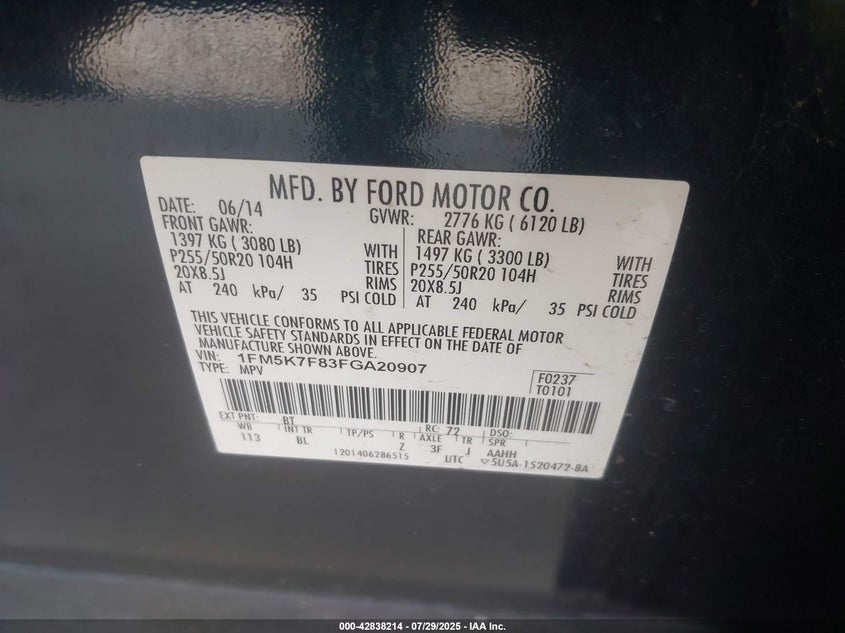 MFD. BY FORD MOTOR CO.
DATE: 06/14 GVWR: 2776 KG ( 6120 LB)
FRONT GAWR: REAR GAWR:
1397 KG ( 3080 LB) WITH 1497 KG ( 3300 LB) WITH
P255/50R20 104H TIRES P255/50R20 104H TIRES
20X8.5J RIMS 20X8.5J RIMS
AT 240 kPa/ 35 PSI COLD AT 240 kPa/ 35 PSI COLD
THIS VEHICLE CONFORMS TO ALL APPLICABLE FEDERAL MOTOR
VEHICLE SAFETY STANDARDS IN EFFECT ON THE DATE OF
MANUFACTURE SHOWN ABOVE.
VIN: 1FM5K7F83FGA20907
TYPE: MPV
F0237
T0101
EXT PNT: BT RC: 72 DSO:
WB INT TR TP/PS R AXLE TR SPR
113 BL Z 3F J AAHH
1201406286515 UTC ▽5U5A-1520472-BA
000-42838214 / 07/29/2025 - IAA Inc.